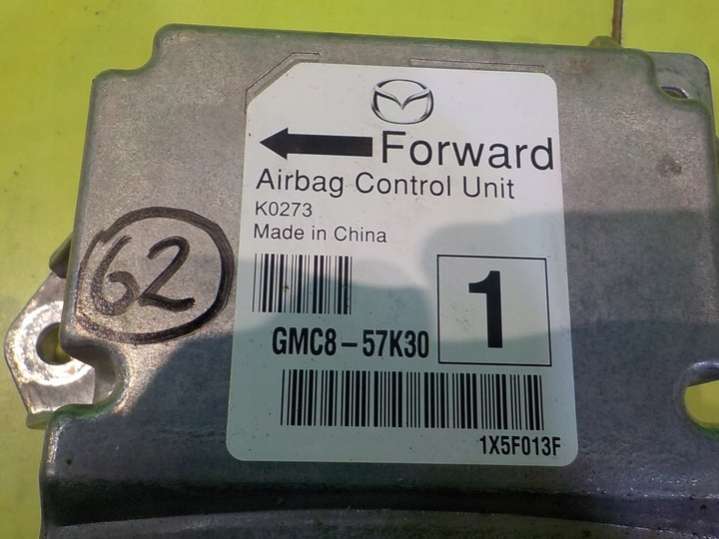 Forward
Airbag Control Unit
K0273
Made in China
62
1
GMC8-57K30
1X5F013F